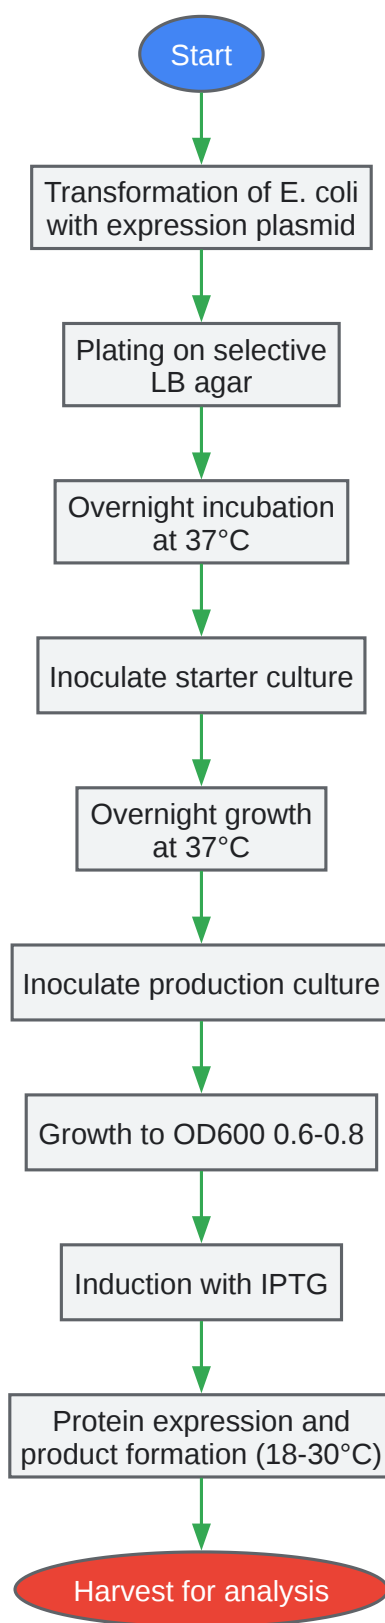 Start
Transformation of E. coli
with expression plasmid
Plating on selective
LB agar
Overnight incubation
at 37°C
Inoculate starter culture
Overnight growth
at 37°C
Inoculate production culture
Growth to OD600 0.6-0.8
Induction with IPTG
Protein expression and
product formation (18-30°C)
Harvest for analysis